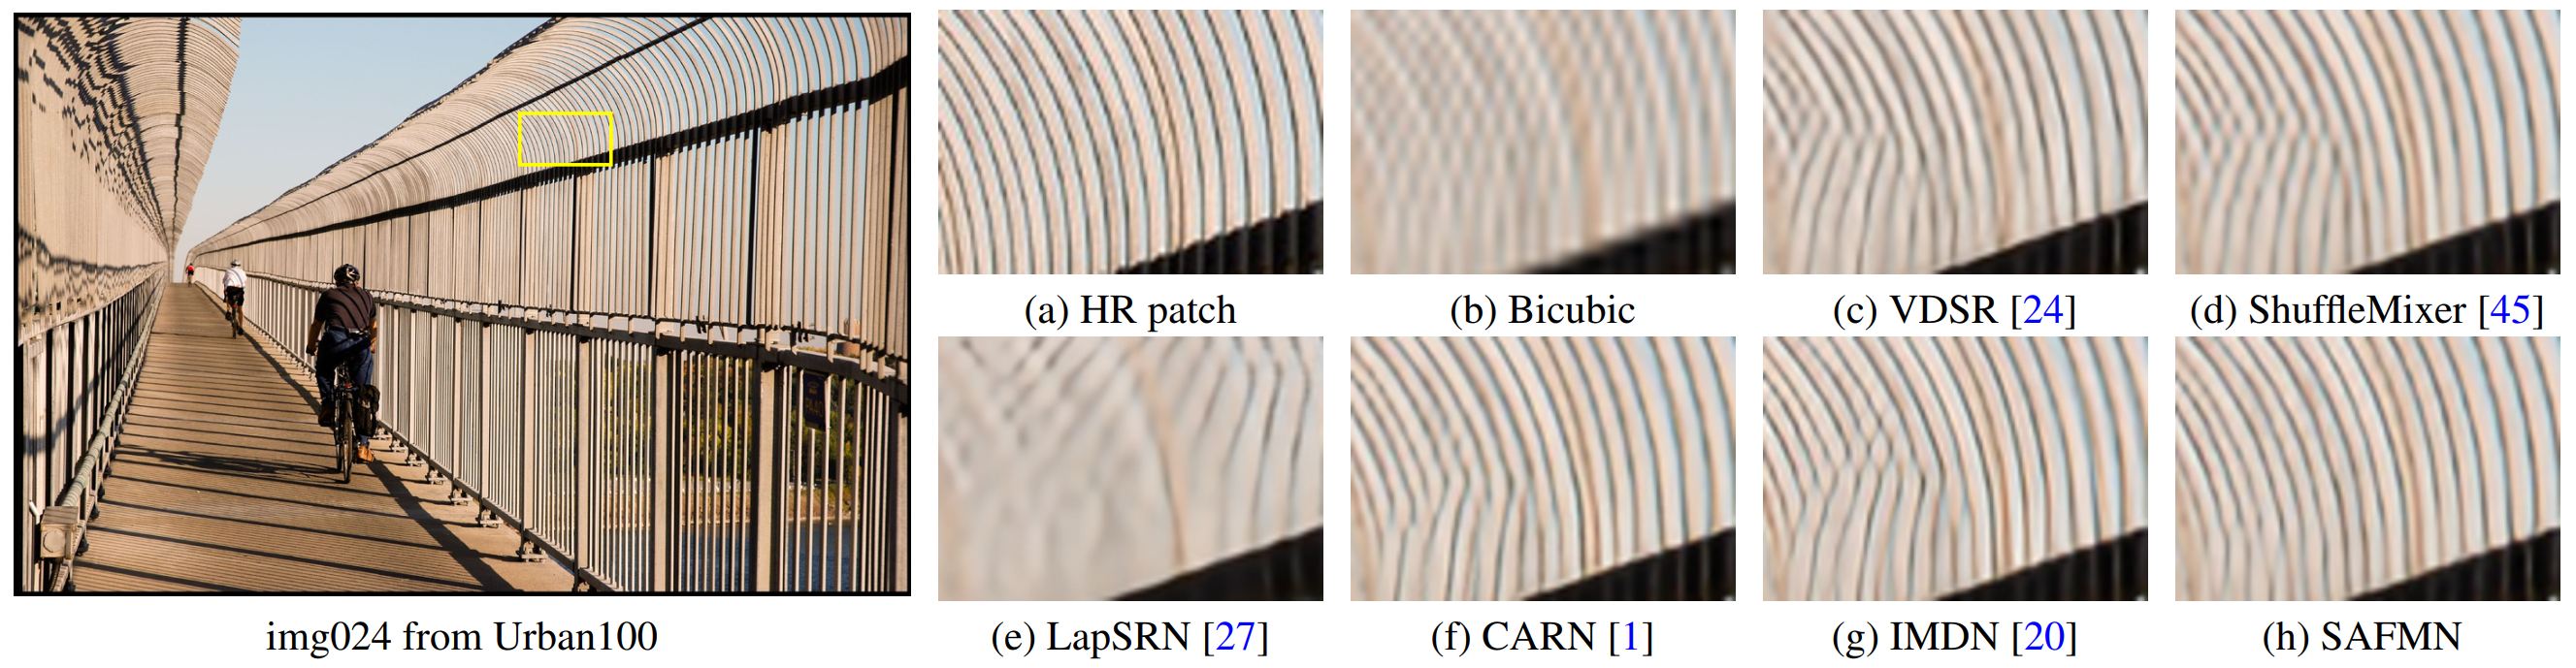 (a) HR patch
(b) Bicubic
(c) VDSR [24]
(d) ShuffleMixer [45]
(e) LapSRN [27]
(f) CARN [1]
(g) IMDN [20]
(h) SAFMN
img024 from Urban100